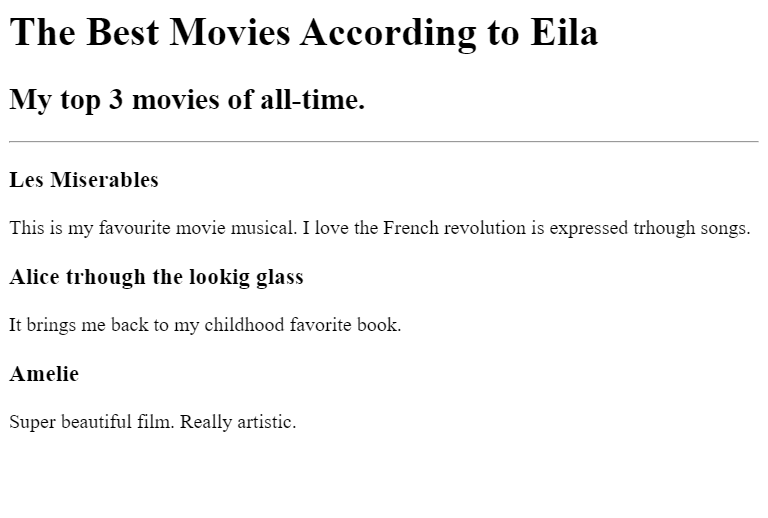 The Best Movies According to Eila
My top 3 movies of all-time.
Les Miserables
This is my favourite movie musical. I love the French revolution is expressed trhough songs.
Alice trhough the lookig glass
It brings me back to my childhood favorite book.
Amelie
Super beautiful film. Really artistic.